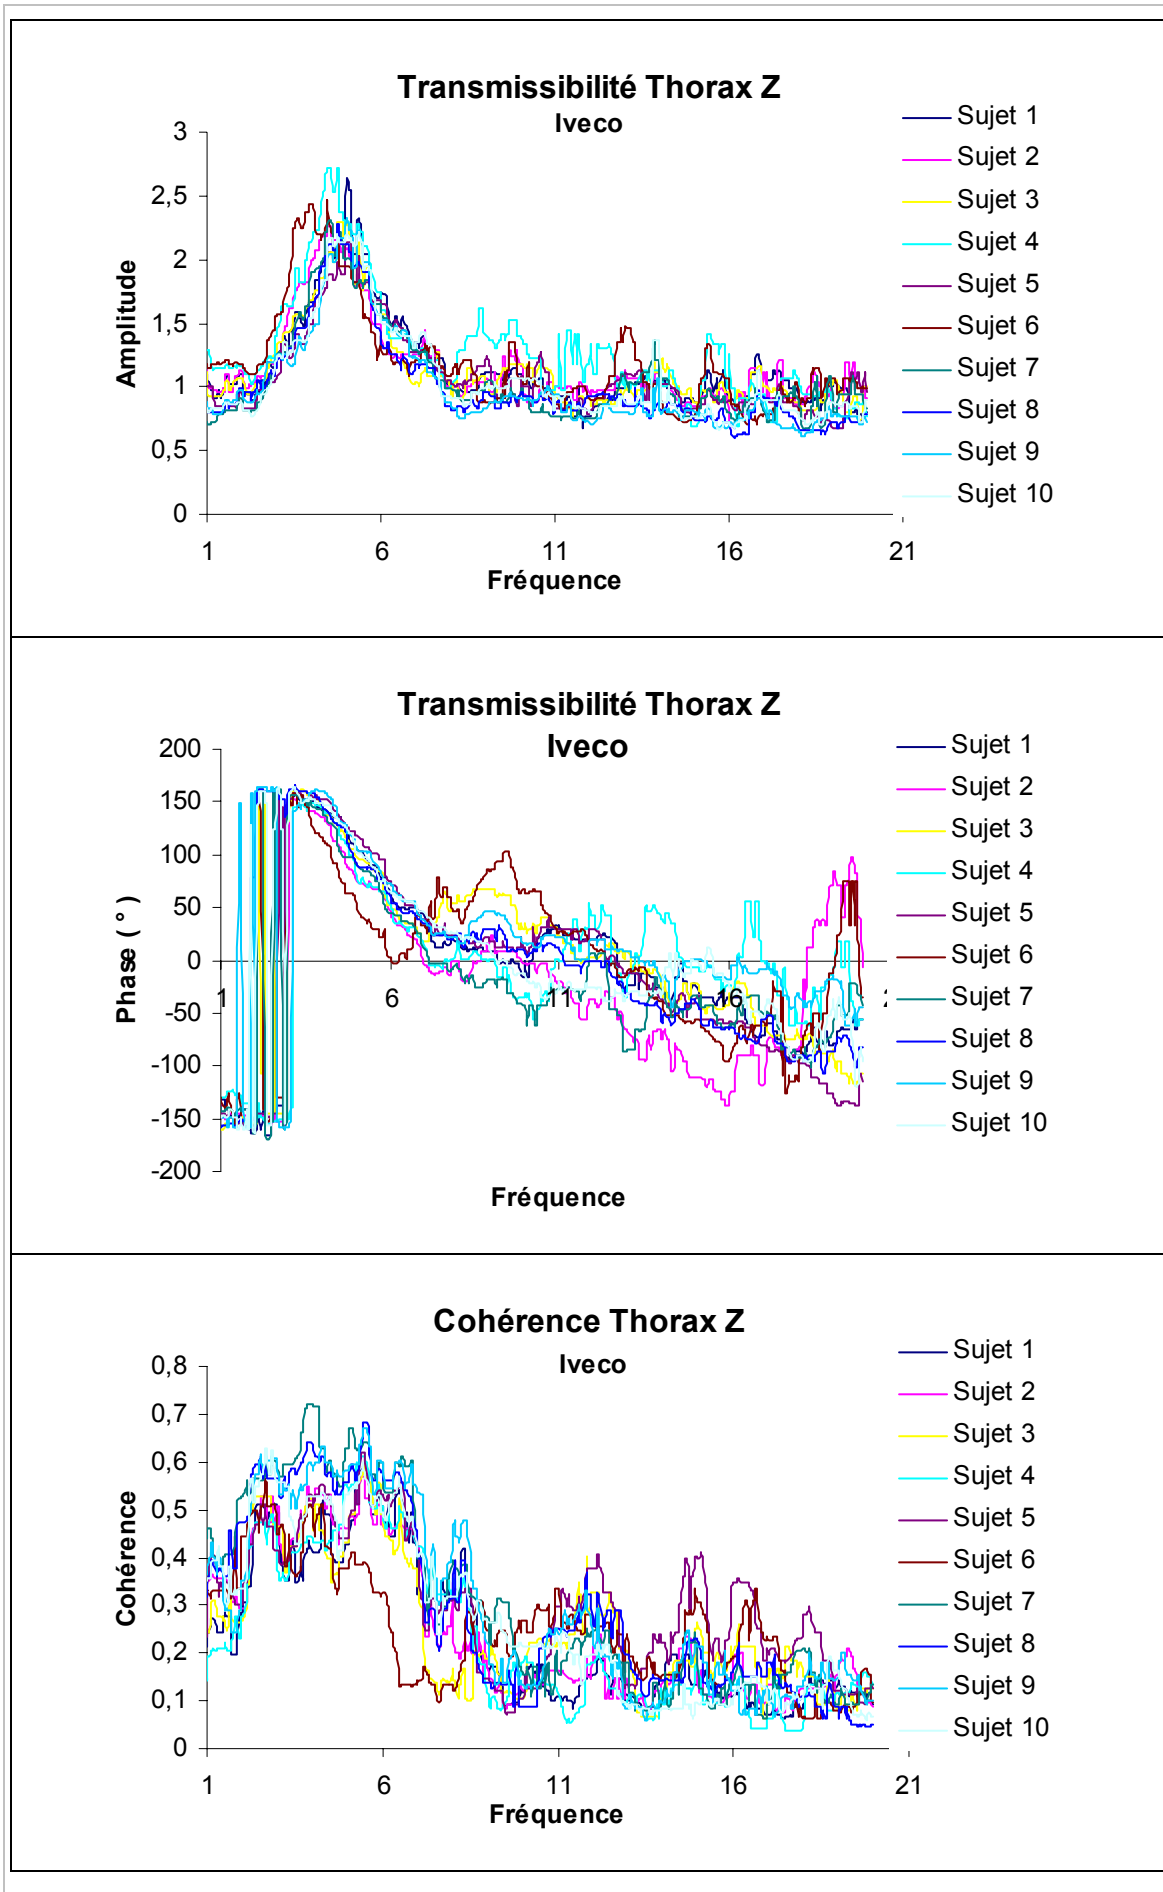 Transmissibilité Thorax Z
Iveco
3
2,5
2
1,5
1
0,5
0
Amplitude
1 6 11 16 21
Fréquence
Sujet 1
Sujet 2
Sujet 3
Sujet 4
Sujet 5
Sujet 6
Sujet 7
Sujet 8
Sujet 9
Sujet 10
Transmissibilité Thorax Z
Iveco
200
150
100
50
0
-50
-100
-150
-200
Phase ( ° )
1 6 11 16 2
Fréquence
Sujet 1
Sujet 2
Sujet 3
Sujet 4
Sujet 5
Sujet 6
Sujet 7
Sujet 8
Sujet 9
Sujet 10
Cohérence Thorax Z
Iveco
0,8
0,7
0,6
0,5
0,4
0,3
0,2
0,1
0
Cohérence
1 6 11 16 21
Fréquence
Sujet 1
Sujet 2
Sujet 3
Sujet 4
Sujet 5
Sujet 6
Sujet 7
Sujet 8
Sujet 9
Sujet 10